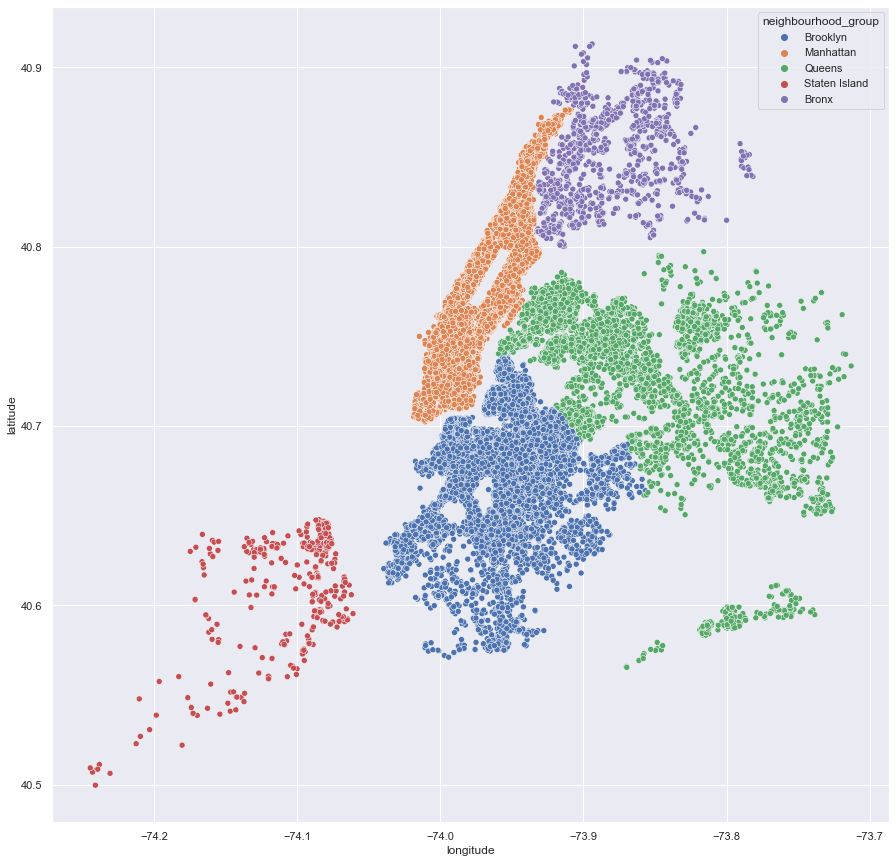 neighbourhood_group
Brooklyn
Manhattan
Queens
Staten Island
Bronx
40.9
40.8
40.7
40.6
40.5
latitude
−74.2
−74.1
−74.0
−73.9
−73.8
−73.7
longitude